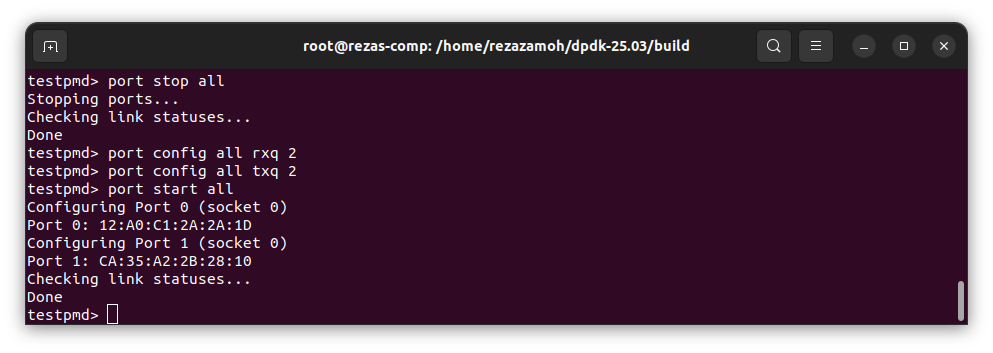 root@rezas-comp: /home/rezazamoh/dpdk-25.03/build
testpmd> port stop all
Stopping ports...
Checking link statuses...
Done
testpmd> port config all rxq 2
testpmd> port config all txq 2
testpmd> port start all
Configuring Port 0 (socket 0)
Port 0: 12:A0:C1:2A:2A:1D
Configuring Port 1 (socket 0)
Port 1: CA:35:A2:2B:28:10
Checking link statuses...
Done
testpmd>